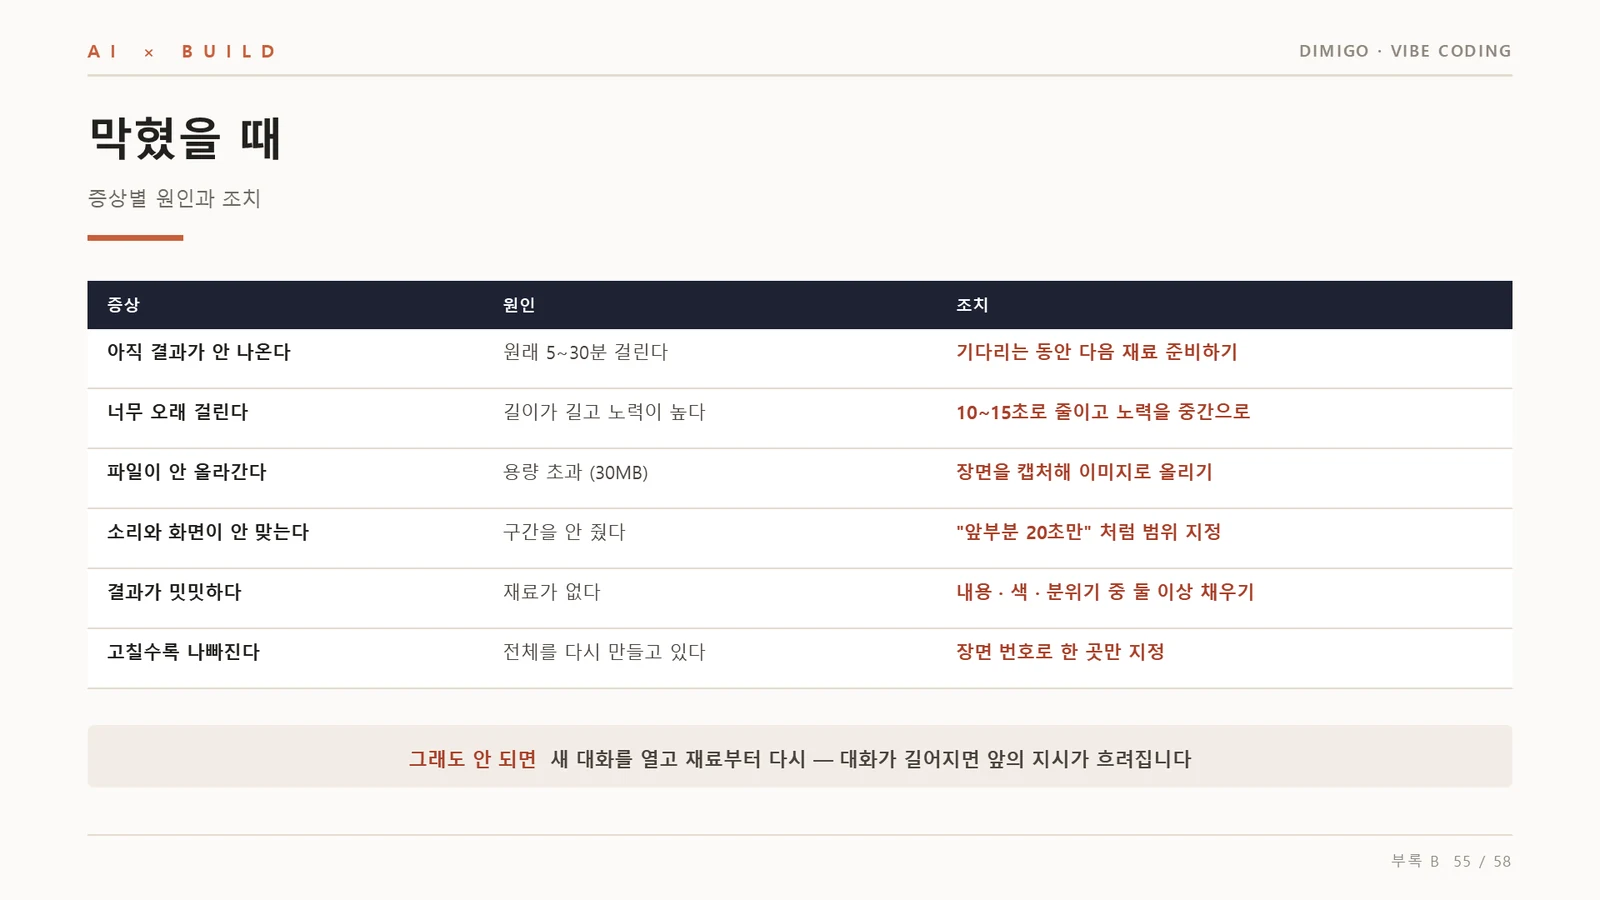 AI × BUILD
DIMIGO · VIBE CODING
막혔을 때
증상별 원인과 조치
증상 원인 조치
아직 결과가 안 나온다 원래 5~30분 걸린다 기다리는 동안 다음 재료 준비하기
너무 오래 걸린다 길이가 길고 노력이 높다 10~15초로 줄이고 노력을 중간으로
파일이 안 올라간다 용량 초과 (30MB) 장면을 캡처해 이미지로 올리기
소리와 화면이 안 맞는다 구간을 안 줬다 "앞부분 20초만" 처럼 범위 지정
결과가 밋밋하다 재료가 없다 내용 · 색 · 분위기 중 둘 이상 채우기
고칠수록 나빠진다 전체를 다시 만들고 있다 장면 번호로 한 곳만 지정
그래도 안 되면 새 대화를 열고 재료부터 다시 — 대화가 길어지면 앞의 지시가 흐려집니다
부록 B 55 / 58